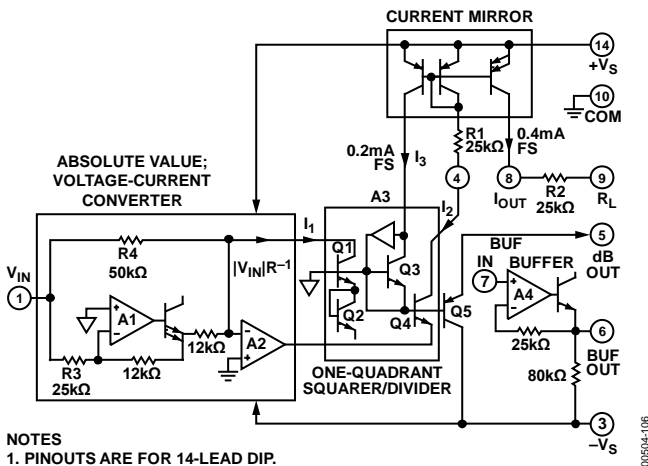 CURRENT MIRROR
14
+VS
10
COM
R1
25kΩ
0.2mA
FS
I3
0.4mA
FS
4
8
IOUT
R2
25kΩ
9
RL
ABSOLUTE VALUE;
VOLTAGE-CURRENT
CONVERTER
A3
I1
I2
R4
50kΩ
|VIN|R–1
Q1
Q2
Q3
Q4
Q5
VIN
1
A1
R3
25kΩ
12kΩ
12kΩ
A2
ONE-QUADRANT
SQUARER/DIVIDER
5
dB
OUT
BUF
IN
7
BUFFER
A4
25kΩ
6
BUF
OUT
80kΩ
3
–VS
NOTES
1. PINOUTS ARE FOR 14-LEAD DIP.
00504-106